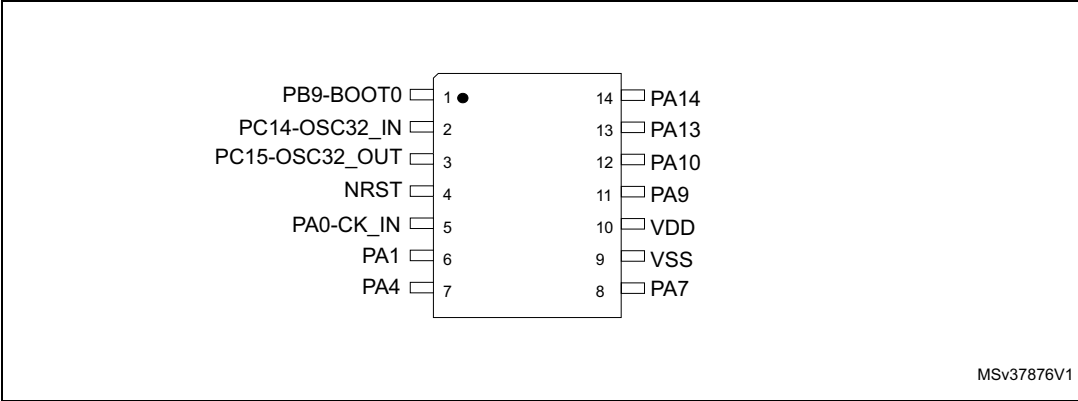 PB9-BOOT0 1 14 PA14
PC14-OSC32_IN 2 13 PA13
PC15-OSC32_OUT 3 12 PA10
NRST 4 11 PA9
PA0-CK_IN 5 10 VDD
PA1 6 9 VSS
PA4 7 8 PA7
MSv37876V1